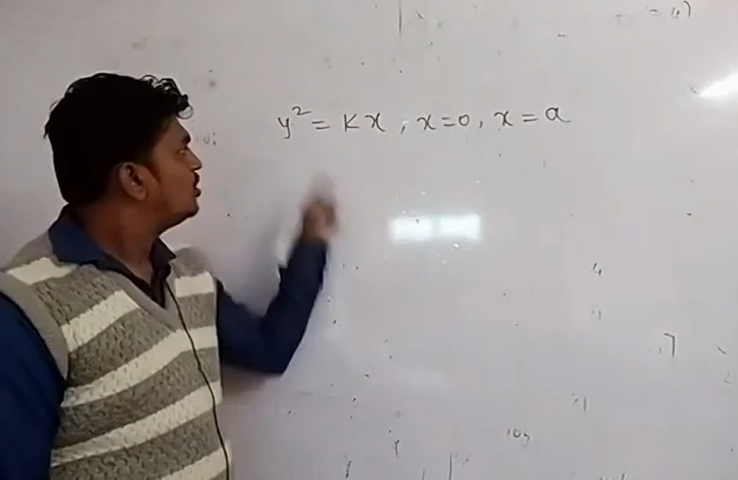 y² = Kx, x=0, x=a